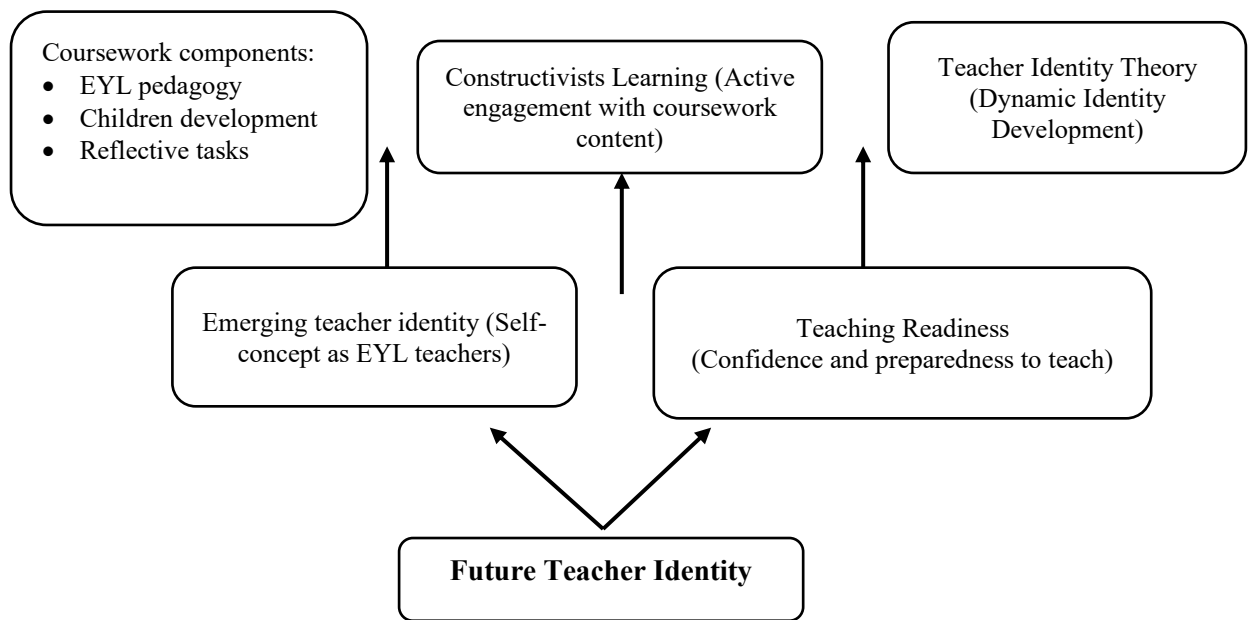 Coursework components:
• EYL pedagogy
• Children development
• Reflective tasks
Constructivists Learning (Active
engagement with coursework
content)
Teacher Identity Theory
(Dynamic Identity
Development)
Emerging teacher identity (Self-
concept as EYL teachers)
Teaching Readiness
(Confidence and preparedness to teach)
Future Teacher Identity